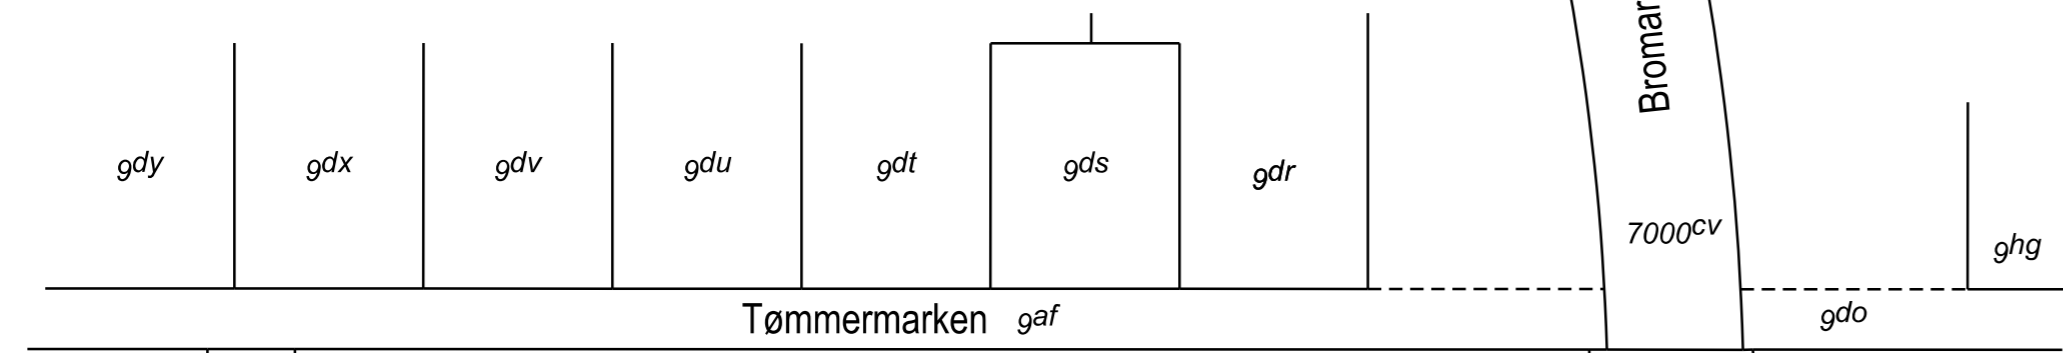 Bromar
9dy
9dx
9dv
9du
9dt
9ds
9dr
7000cv
9hg
Tømmermarken 9af
9do